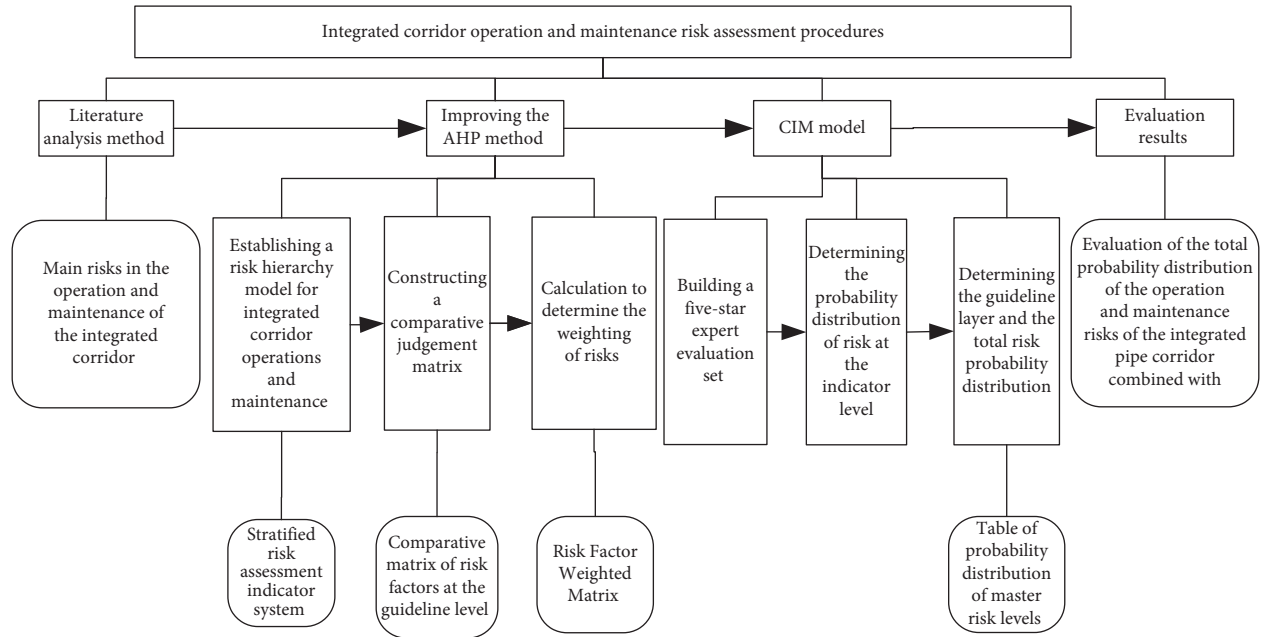 Integrated corridor operation and maintenance risk assessment procedures
Literature
analysis method
Improving the
AHP method
CIM model
Evaluation
results
Main risks in the
operation and
maintenance of
the integrated
corridor
Establishing a
risk hierarchy
model for
integrated
corridor
operations and
maintenance
Constructing
a
comparative
judgement
matrix
Calculation to
determine the
weighting of
risks
Building a
five-star
expert
evaluation
set
Determining
the
probability
distribution
of risk at the
indicator
level
Determining
the guideline
layer and the
total risk
probability
distribution
Evaluation of the total
probability distribution
of the operation
and maintenance
risks of the integrated
pipe corridor
combined with
Stratified
risk
assessment
indicator
system
Comparative
matrix of risk
factors at the
guideline level
Risk Factor
Weighted
Matrix
Table of
probability
distribution
of master
risk levels